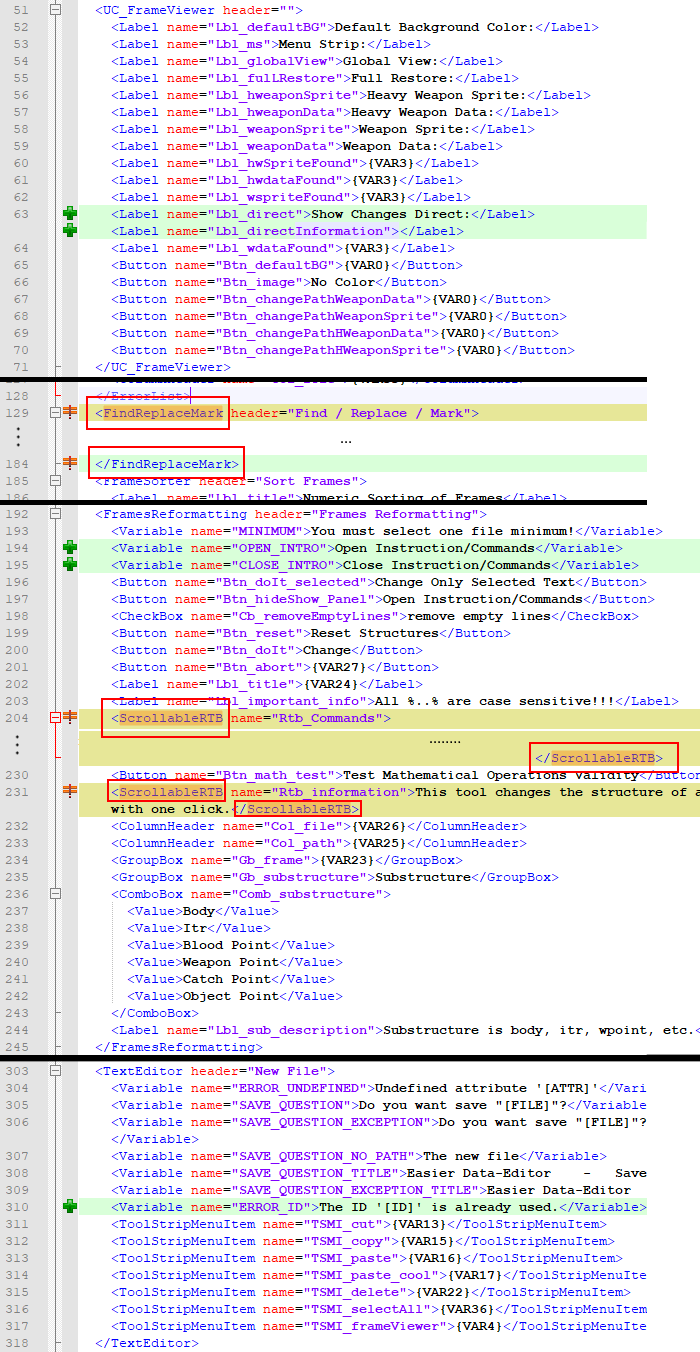 51 <UC_FrameViewer header="">
52 <Label name="Lbl_defaultBG">Default Background Color:</Label>
53 <Label name="Lbl_ms">Menu Strip:</Label>
54 <Label name="Lbl_globalView">Global View:</Label>
55 <Label name="Lbl_fullRestore">Full Restore:</Label>
56 <Label name="Lbl_hweaponSprite">Heavy Weapon Sprite:</Label>
57 <Label name="Lbl_hweaponData">Heavy Weapon Data:</Label>
58 <Label name="Lbl_weaponSprite">Weapon Sprite:</Label>
59 <Label name="Lbl_weaponData">Weapon Data:</Label>
60 <Label name="Lbl_hwSpriteFound">{VAR3}</Label>
61 <Label name="Lbl_hwdataFound">{VAR3}</Label>
62 <Label name="Lbl_wspriteFound">{VAR3}</Label>
63 <Label name="Lbl_direct">Show Changes Direct:</Label>
<Label name="Lbl_directInformation"></Label>
64 <Label name="Lbl_wdataFound">{VAR3}</Label>
65 <Button name="Btn_defaultBG">{VAR0}</Button>
66 <Button name="Btn_image">No Color</Button>
67 <Button name="Btn_changePathWeaponData">{VAR0}</Button>
68 <Button name="Btn_changePathWeaponSprite">{VAR0}</Button>
69 <Button name="Btn_changePathHWeaponData">{VAR0}</Button>
70 <Button name="Btn_changePathHWeaponSprite">{VAR0}</Button>
71 </UC_FrameViewer>
128 </ErrorList>
129 <FindReplaceMark header="Find / Replace / Mark">
...
184 </FindReplaceMark>
185 <FrameSorter header="Sort Frames">
186 <Label name="Lbl_title">Numeric Sorting of Frames</Label>
192 <FramesReformatting header="Frames Reformatting">
193 <Variable name="MINIMUM">You must select one file minimum!</Variable>
194 <Variable name="OPEN_INTRO">Open Instruction/Commands</Variable>
195 <Variable name="CLOSE_INTRO">Close Instruction/Commands</Variable>
196 <Button name="Btn_doIt_selected">Change Only Selected Text</Button>
197 <Button name="Btn_hideShow_Panel">Open Instruction/Commands</Button>
198 <CheckBox name="Cb_removeEmptyLines">remove empty lines</CheckBox>
199 <Button name="Btn_reset">Reset Structures</Button>
200 <Button name="Btn_doIt">Change</Button>
201 <Button name="Btn_abort">{VAR27}</Button>
202 <Label name="Lbl_title">{VAR24}</Label>
203 <Label name="Lbl_important_info">All %..% are case sensitive!!!</Label>
204 <ScrollableRTB name="Rtb_Commands">
........
</ScrollableRTB>
230 <Button name="Btn_math_test">Test Mathematical Operations Validity</Button
231 <ScrollableRTB name="Rtb_information">This tool changes the structure of a
with one click.</ScrollableRTB>
232 <ColumnHeader name="Col_file">{VAR26}</ColumnHeader>
233 <ColumnHeader name="Col_path">{VAR25}</ColumnHeader>
234 <GroupBox name="Gb_frame">{VAR23}</GroupBox>
235 <GroupBox name="Gb_substructure">Substructure</GroupBox>
236 <ComboBox name="Comb_substructure">
237 <Value>Body</Value>
238 <Value>Itr</Value>
239 <Value>Blood Point</Value>
240 <Value>Weapon Point</Value>
241 <Value>Catch Point</Value>
242 <Value>Object Point</Value>
243 </ComboBox>
244 <Label name="Lbl_sub_description">Substructure is body, itr, wpoint, etc.<
245 </FramesReformatting>
303 <TextEditor header="New File">
304 <Variable name="ERROR_UNDEFINED">Undefined attribute '[ATTR]'</Vari
305 <Variable name="SAVE_QUESTION">Do you want save "[FILE]"?</Variable
306 <Variable name="SAVE_QUESTION_EXCEPTION">Do you want save "[FILE]"?
</Variable>
307 <Variable name="SAVE_QUESTION_NO_PATH">The new file</Variable>
308 <Variable name="SAVE_QUESTION_TITLE">Easier Data-Editor - Save
309 <Variable name="SAVE_QUESTION_EXCEPTION_TITLE">Easier Data-Editor
310 <Variable name="ERROR_ID">The ID '[ID]' is already used.</Variable>
311 <ToolStripMenuItem name="TSMI_cut">{VAR13}</ToolStripMenuItem>
312 <ToolStripMenuItem name="TSMI_copy">{VAR15}</ToolStripMenuItem>
313 <ToolStripMenuItem name="TSMI_paste">{VAR16}</ToolStripMenuItem>
314 <ToolStripMenuItem name="TSMI_paste_cool">{VAR17}</ToolStripMenuIte
315 <ToolStripMenuItem name="TSMI_delete">{VAR22}</ToolStripMenuItem>
316 <ToolStripMenuItem name="TSMI_selectAll">{VAR36}</ToolStripMenuItem
317 <ToolStripMenuItem name="TSMI_frameViewer">{VAR4}</ToolStripMenuIte
318 </TextEditor>